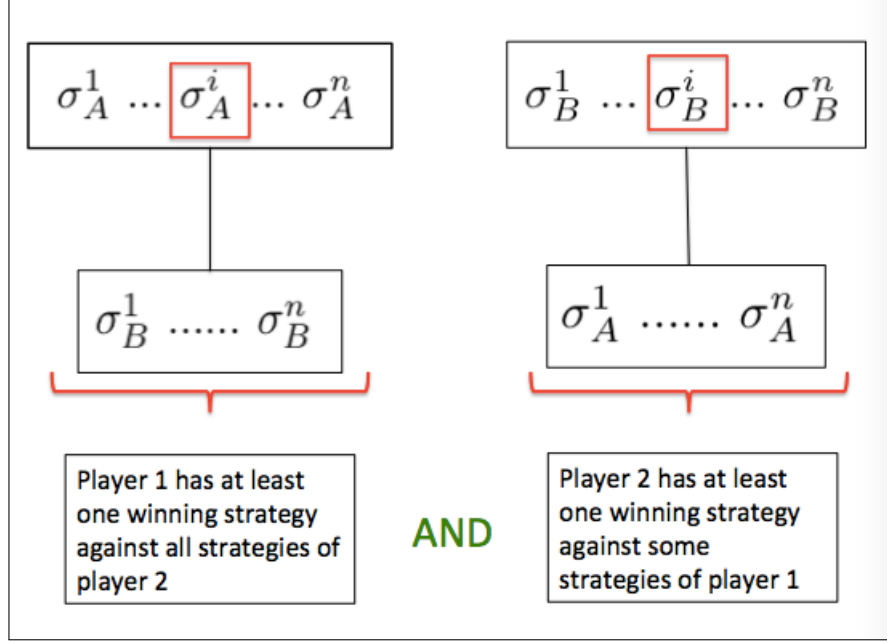 σ_A^1 ... σ_A^i ... σ_A^n
σ_B^1 ... σ_B^i ... σ_B^n
σ_B^1 ...... σ_B^n
σ_A^1 ...... σ_A^n
Player 1 has at least
one winning strategy
against all strategies of
player 2
AND
Player 2 has at least
one winning strategy
against some
strategies of player 1